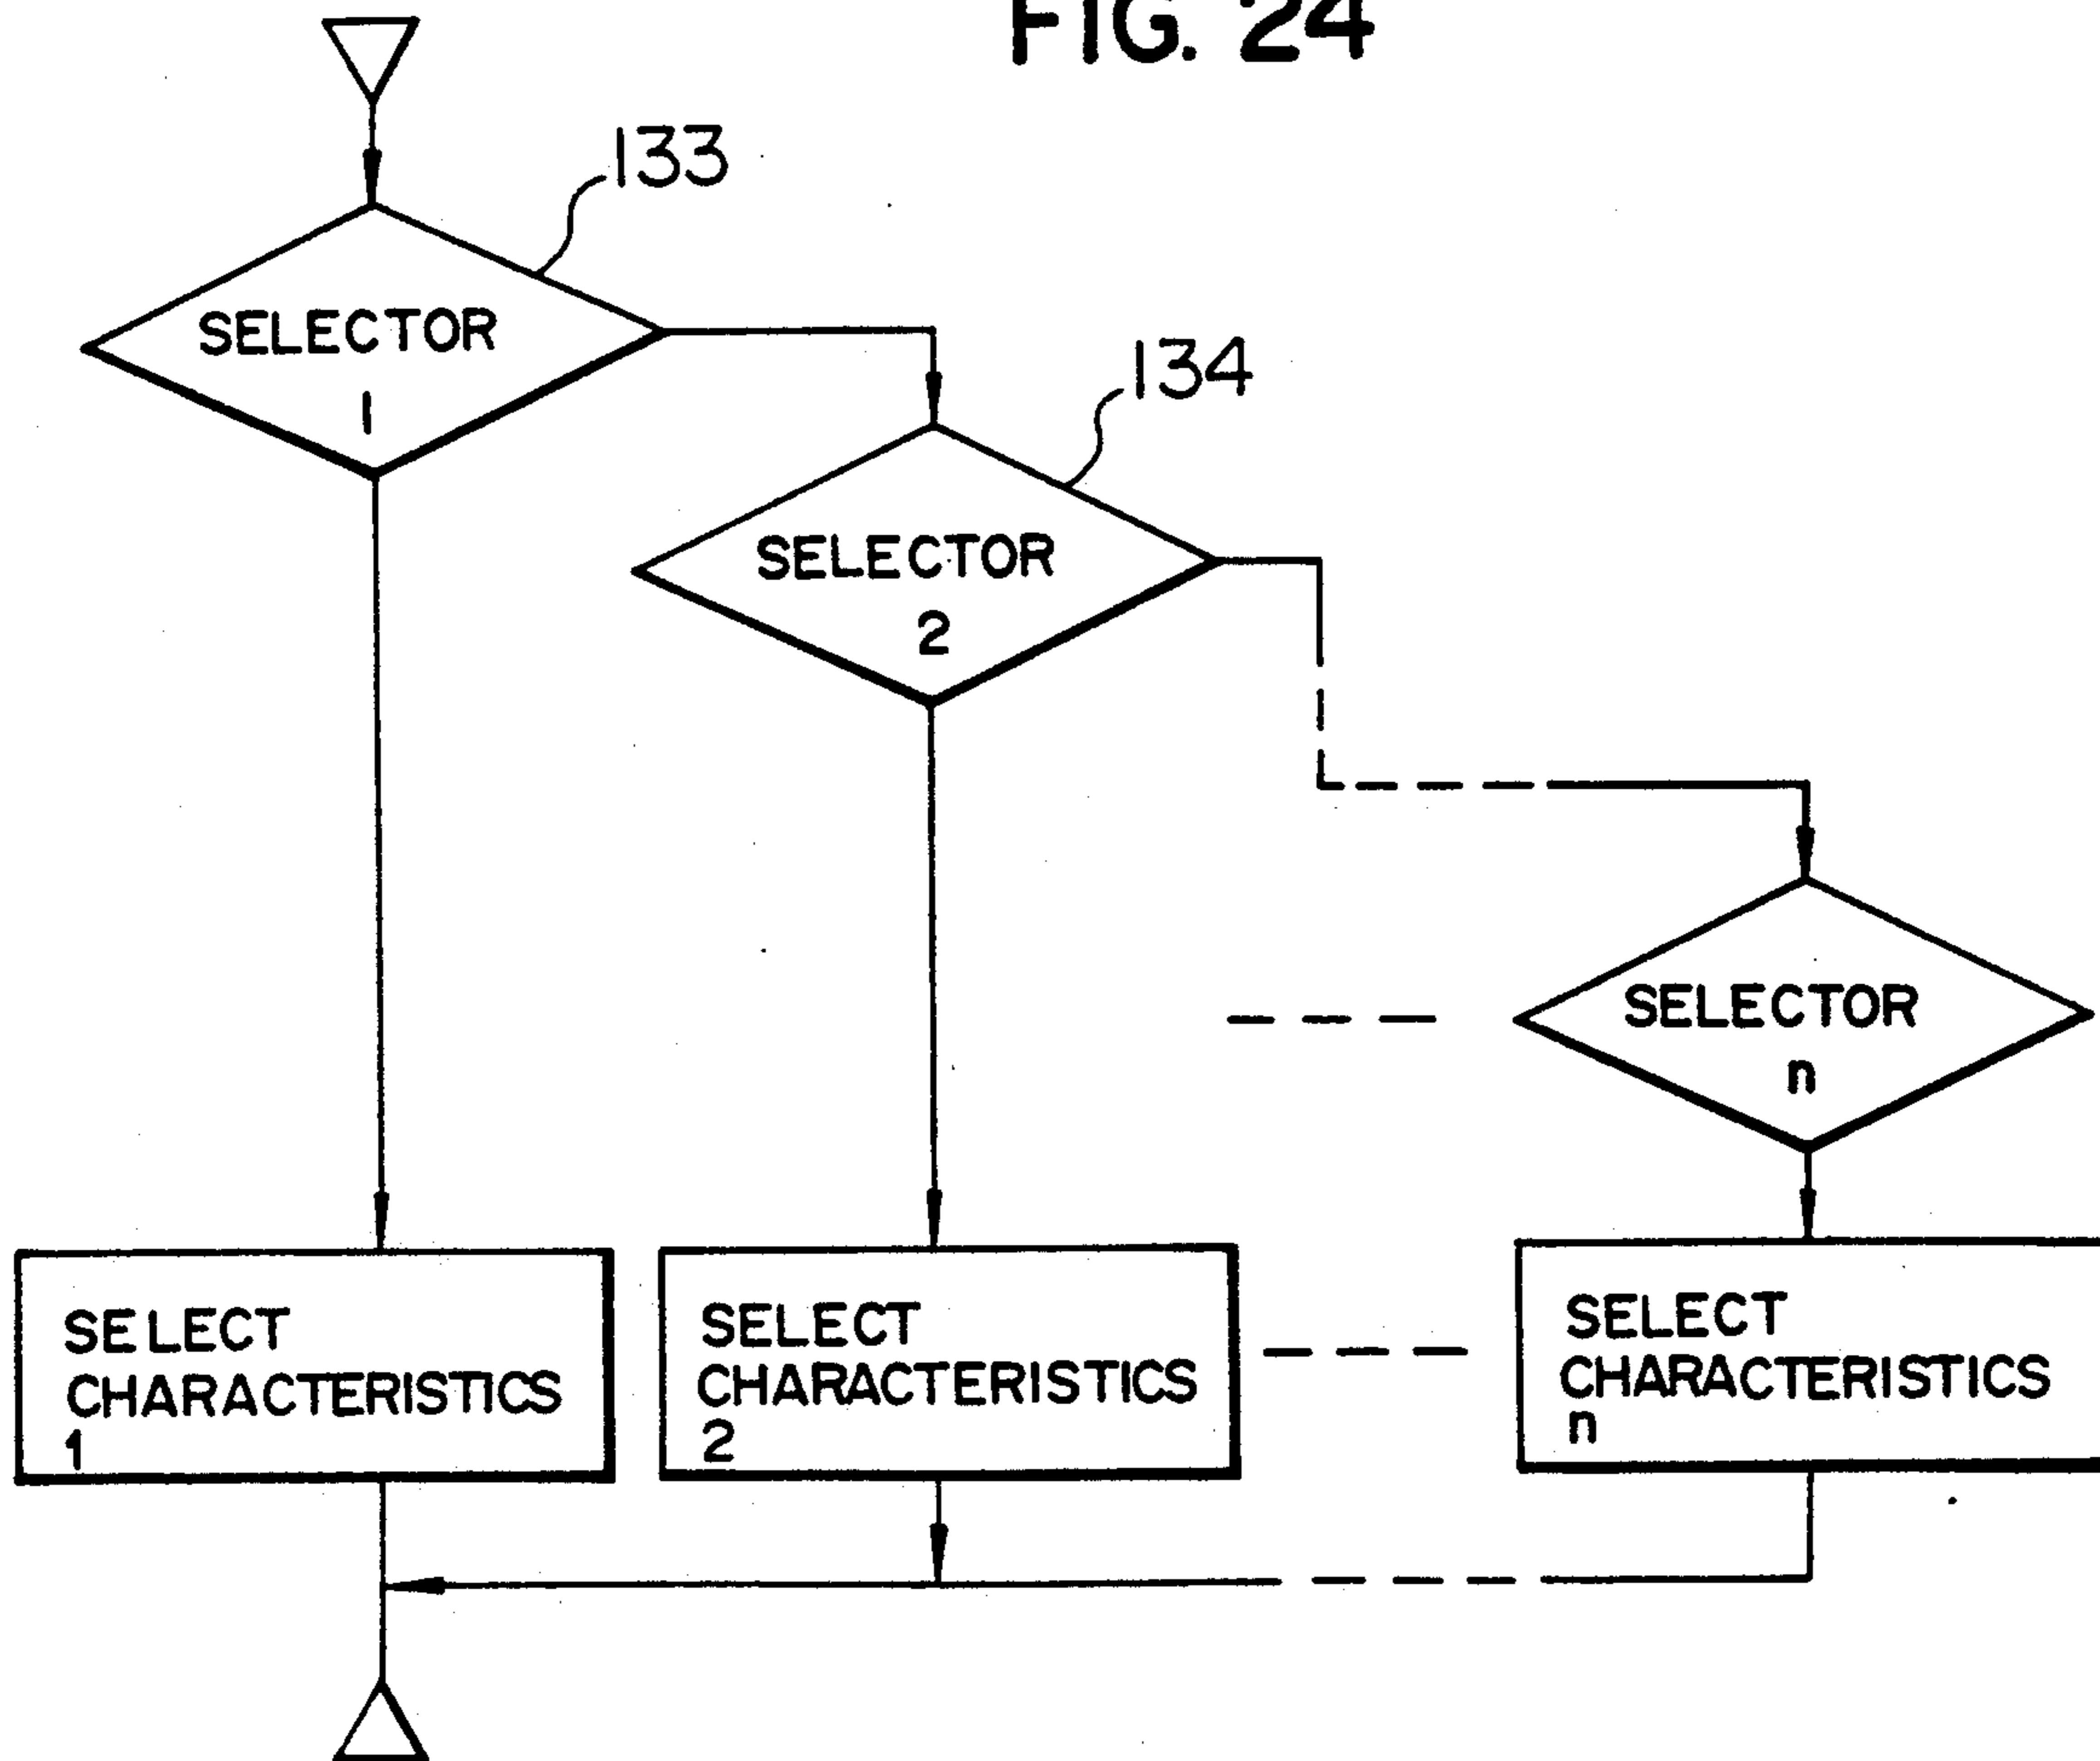 FIG. 24
133
SELECTOR
1
134
SELECTOR
2
SELECTOR
n
SELECT
CHARACTERISTICS
1
SELECT
CHARACTERISTICS
2
SELECT
CHARACTERISTICS
n